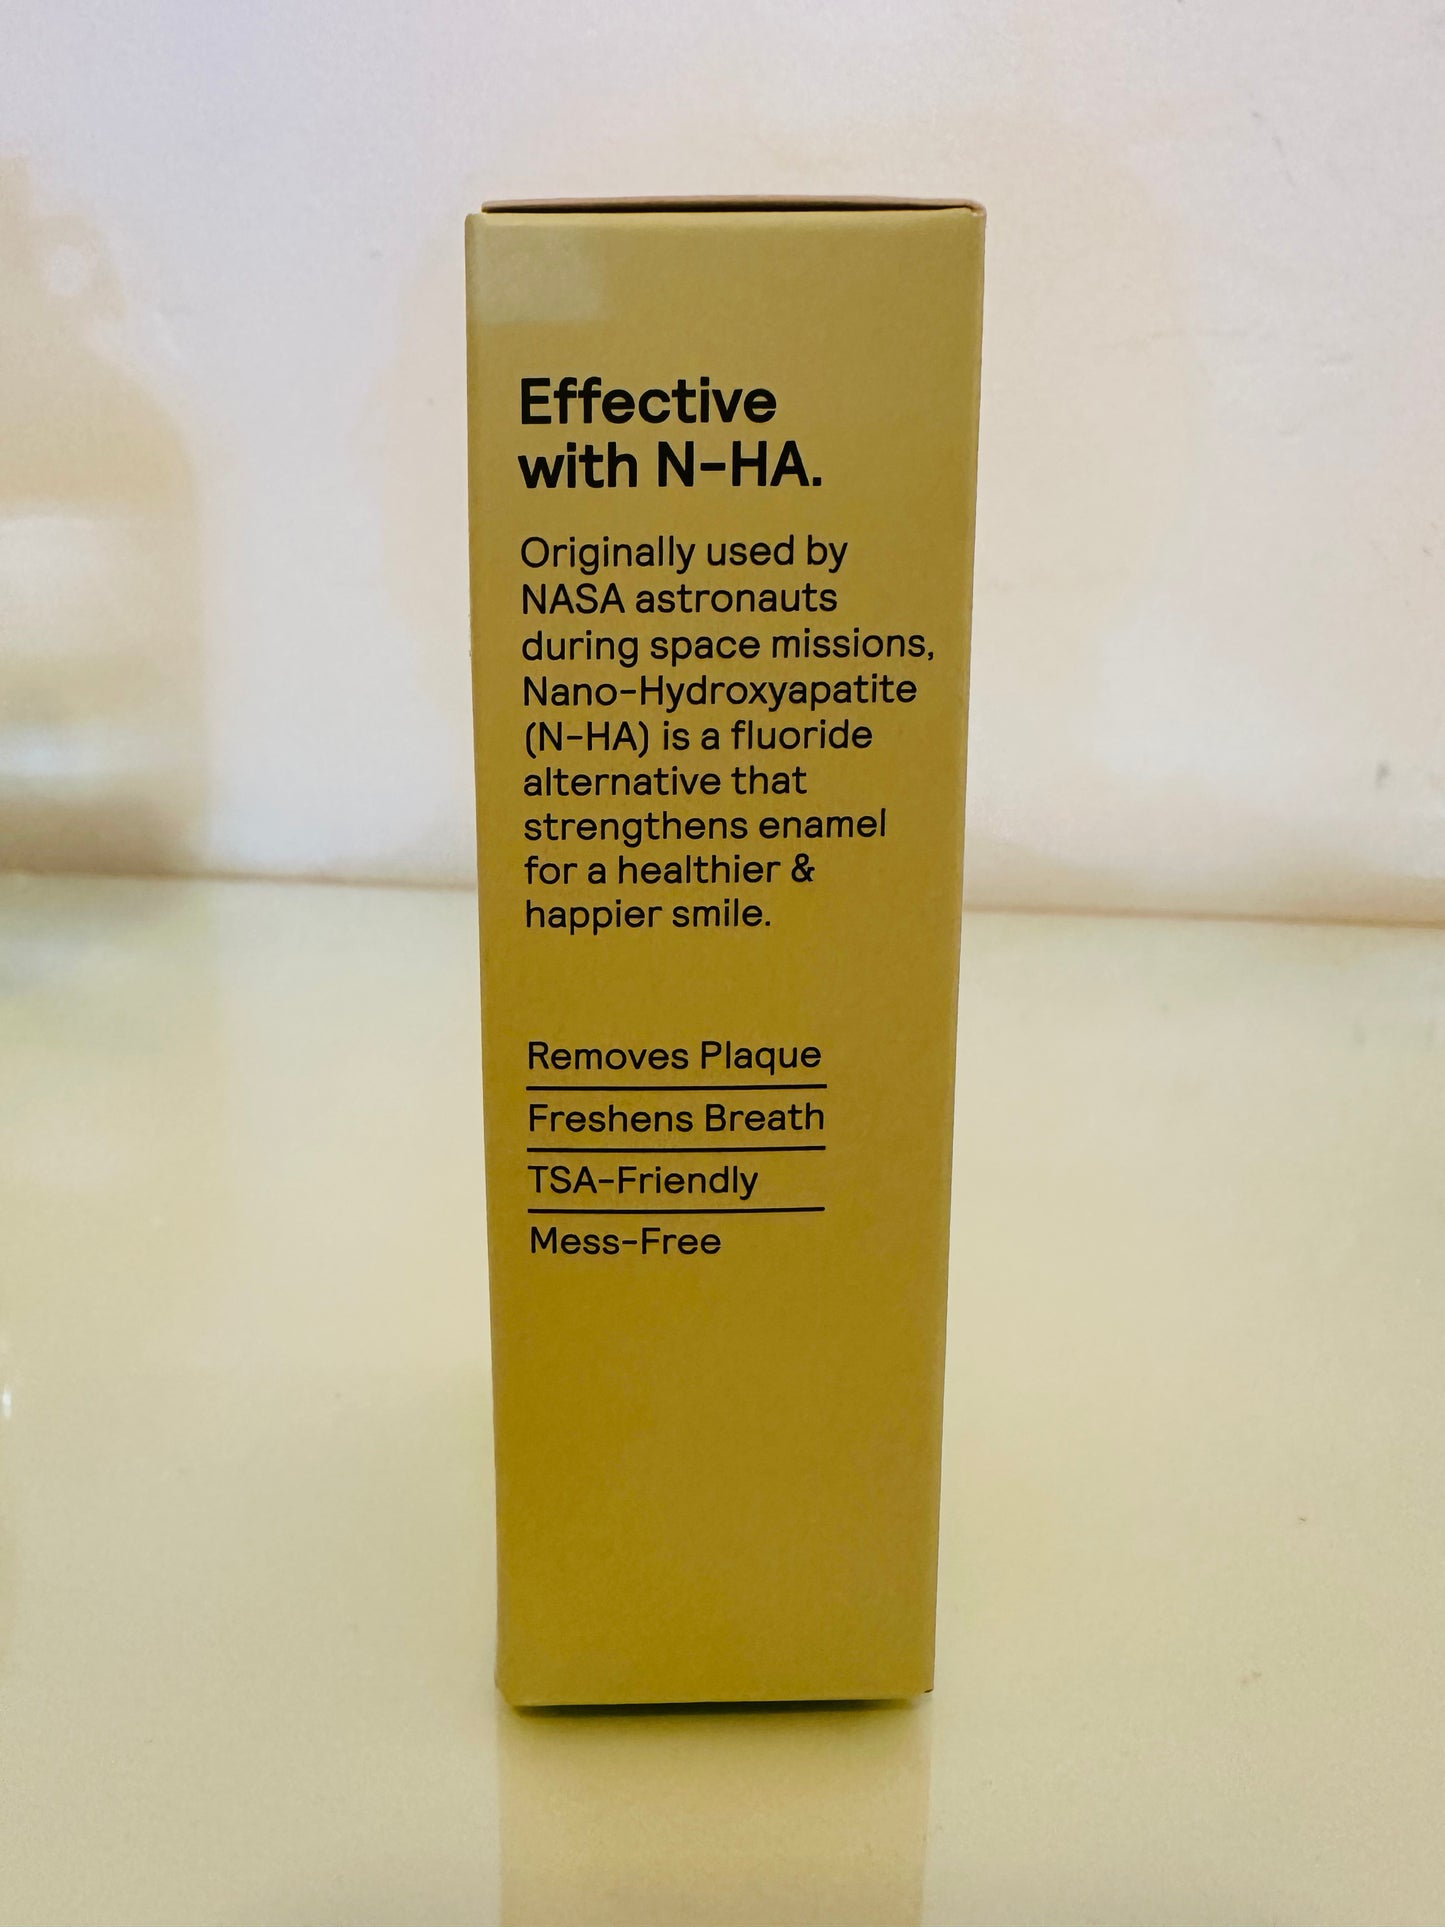 Effective
with N-HA.
Originally used by
NASA astronauts
during space missions,
Nano-Hydroxyapatite
(N-HA) is a fluoride
alternative that
strengthens enamel
for a healthier &
happier smile.
Removes Plaque
Freshens Breath
TSA-Friendly
Mess-Free